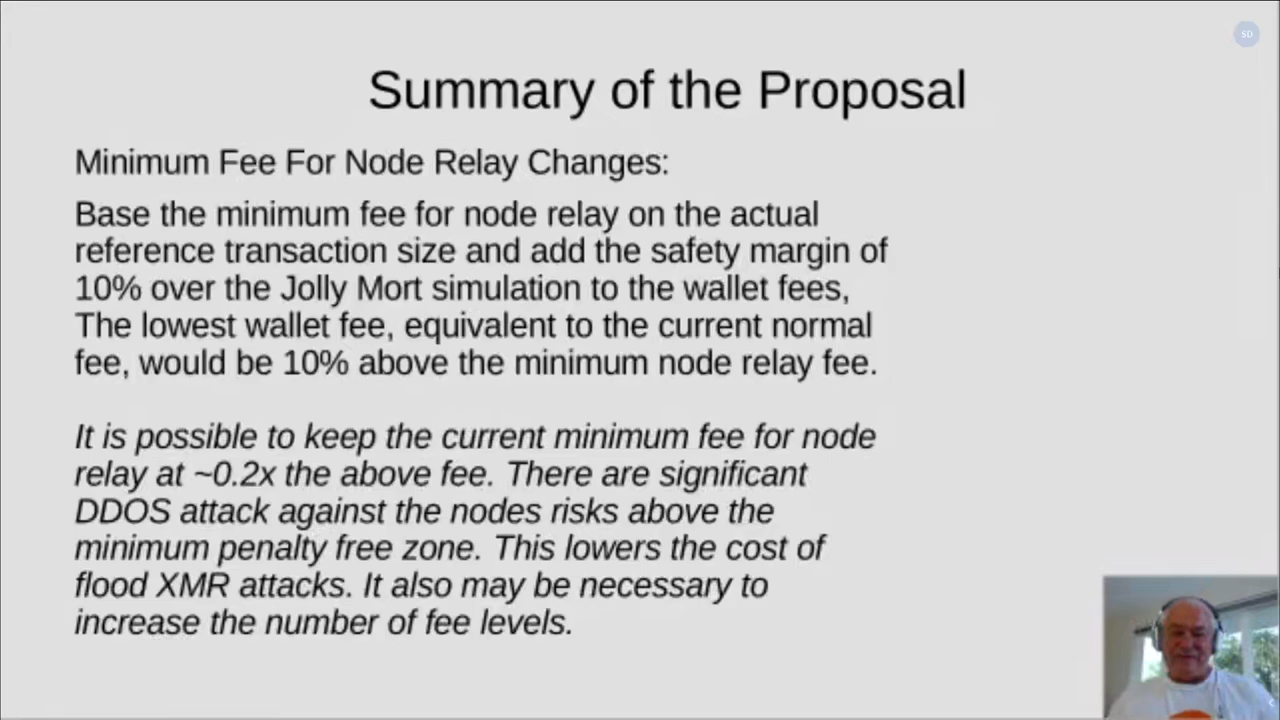 SD
Summary of the Proposal
Minimum Fee For Node Relay Changes:
Base the minimum fee for node relay on the actual
reference transaction size and add the safety margin of
10% over the Jolly Mort simulation to the wallet fees,
The lowest wallet fee, equivalent to the current normal
fee, would be 10% above the minimum node relay fee.
It is possible to keep the current minimum fee for node
relay at ~0.2x the above fee. There are significant
DDOS attack against the nodes risks above the
minimum penalty free zone. This lowers the cost of
flood XMR attacks. It also may be necessary to
increase the number of fee levels.